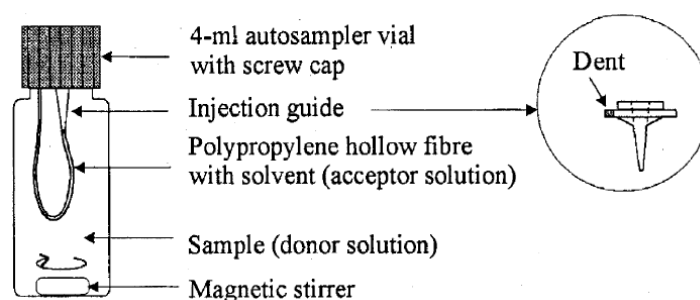 4-ml autosampler vial
with screw cap
Injection guide
Polypropylene hollow fibre
with solvent (acceptor solution)
Sample (donor solution)
Magnetic stirrer
Dent